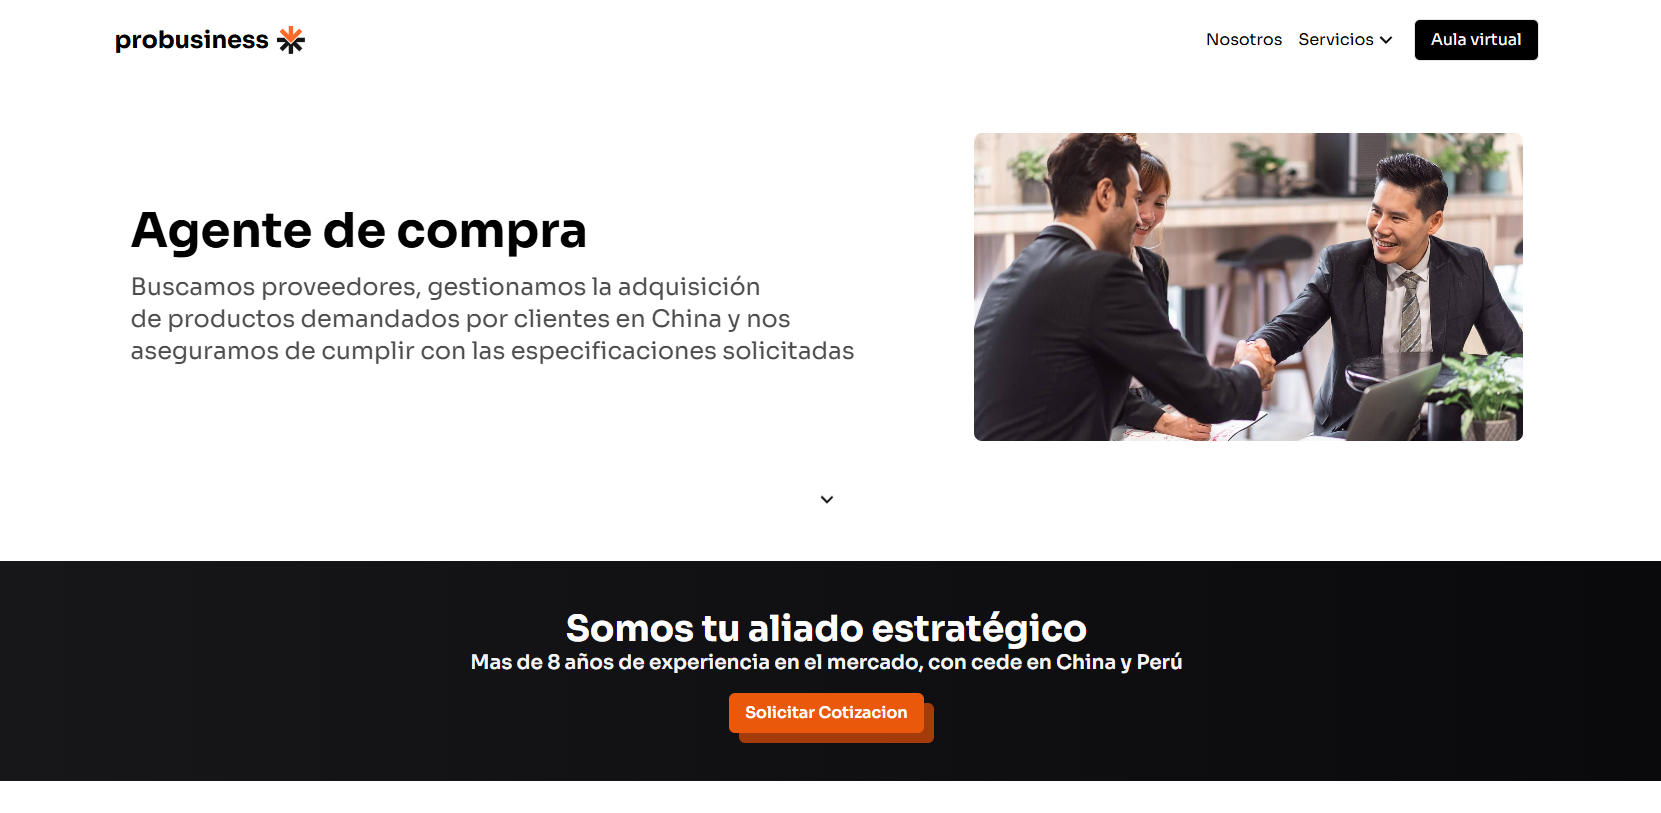 probusiness
Nosotros
Servicios
Aula virtual
Agente de compra
Buscamos proveedores, gestionamos la adquisición
de productos demandados por clientes en China y nos
aseguramos de cumplir con las especificaciones solicitadas
Somos tu aliado estratégico
Mas de 8 años de experiencia en el mercado, con cede en China y Perú
Solicitar Cotizacion